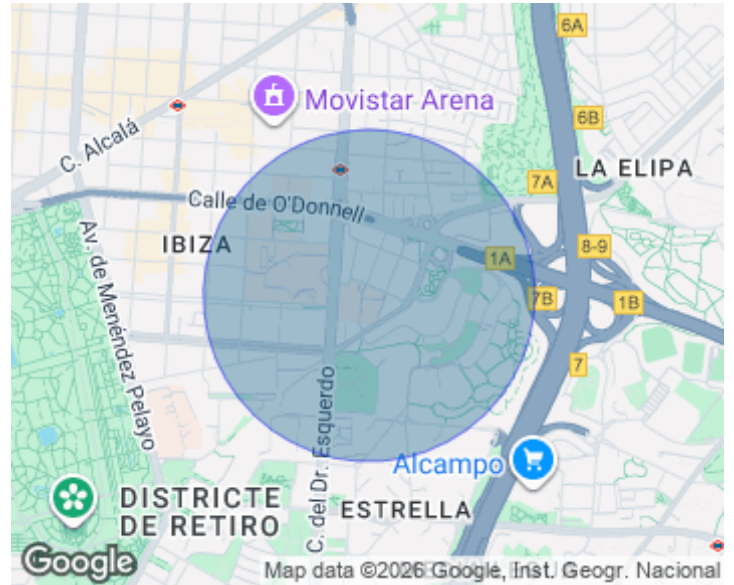 6A
Movistar Arena
6B
C. Alcalá
7A
LA ELIPA
Calle de O'Donnell
IBIZA
8-9
1A
7B
1B
Av. de Menéndez Pelayo
7
C. del Dr. Esquerdo
Alcampo
DISTRICTE
DE RETIRO
ESTRELLA
Google
Map data ©2026 Google, Inst. Geogr. Nacional